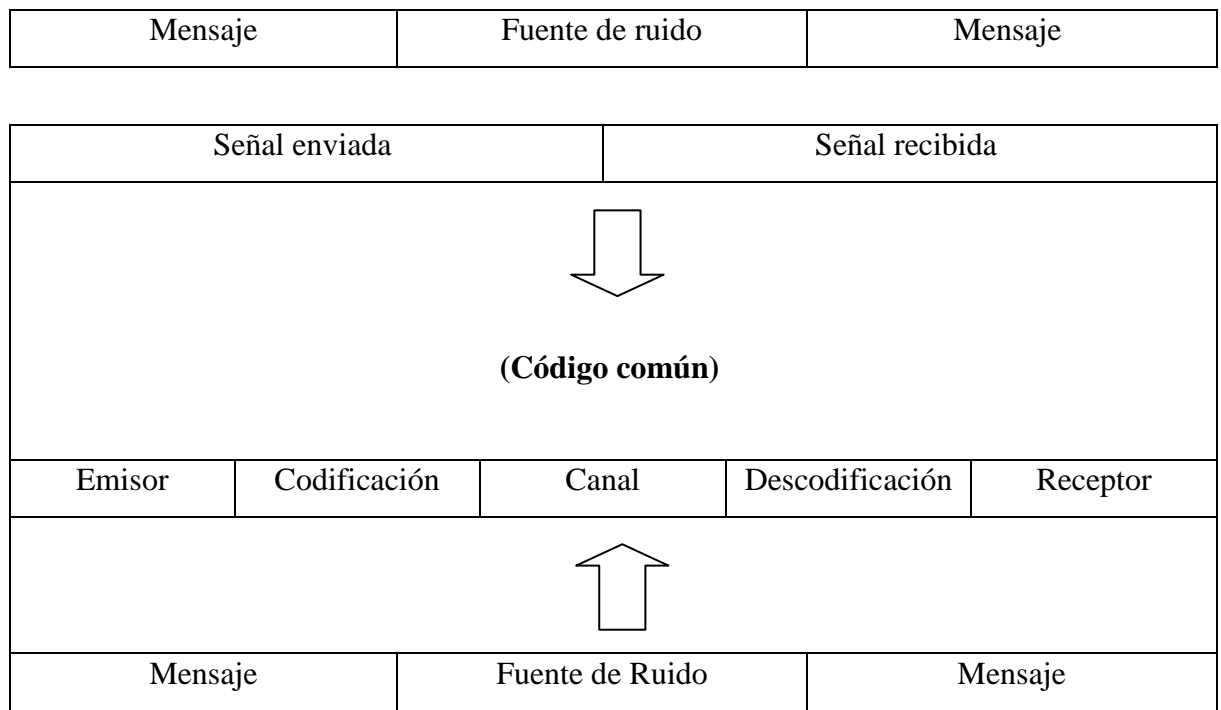 Mensaje Fuente de ruido Mensaje
Señal enviada Señal recibida
(Código común)
Emisor Codificación Canal Descodificación Receptor
Mensaje Fuente de Ruido Mensaje